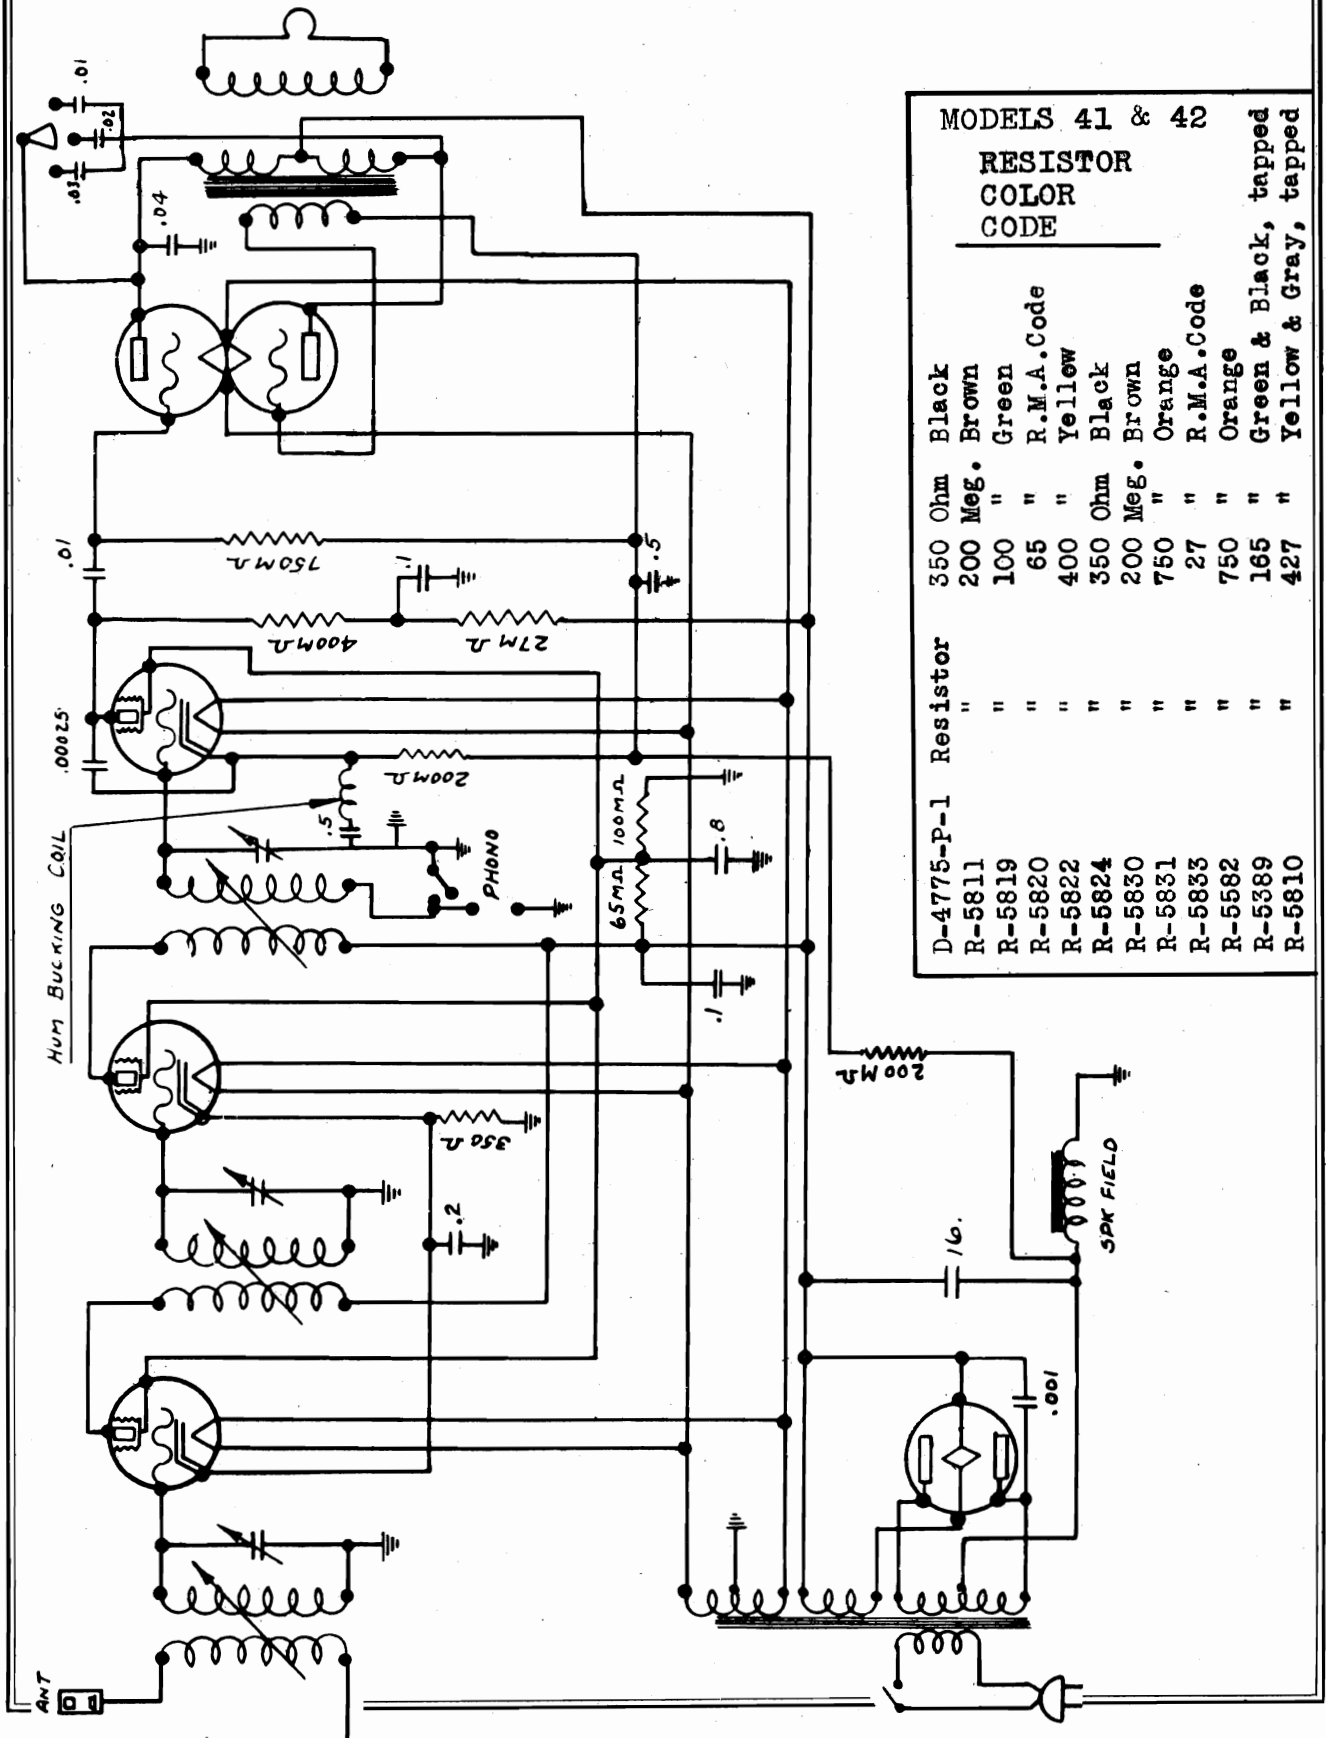 MODELS 41 & 42
RESISTOR
COLOR
CODE
D-4775-P-1 Resistor 350 Ohm Black
R-5811 " 200 Meg. Brown
R-5819 " 100 " Green
R-5820 " 65 " R.M.A.Code
R-5822 " 400 " Yellow
R-5824 " 350 Ohm Black
R-5830 " 200 Meg. Brown
R-5831 " 750 " Orange
R-5833 " 27 " R.M.A.Code
R-5582 " 750 " Orange
R-5389 " 165 " Green & Black, tapped
R-5810 " 427 " Yellow & Gray, tapped
.01
.02
.03
.04
.01
750MΩ
.1
.5
400MΩ
27MΩ
.00025
200MΩ
HUM BUCKING COIL
.5
PHONO
100MΩ
65MΩ
.8
.1
350Ω
.2
200MΩ
SPK FIELD
16.
.001
ANT